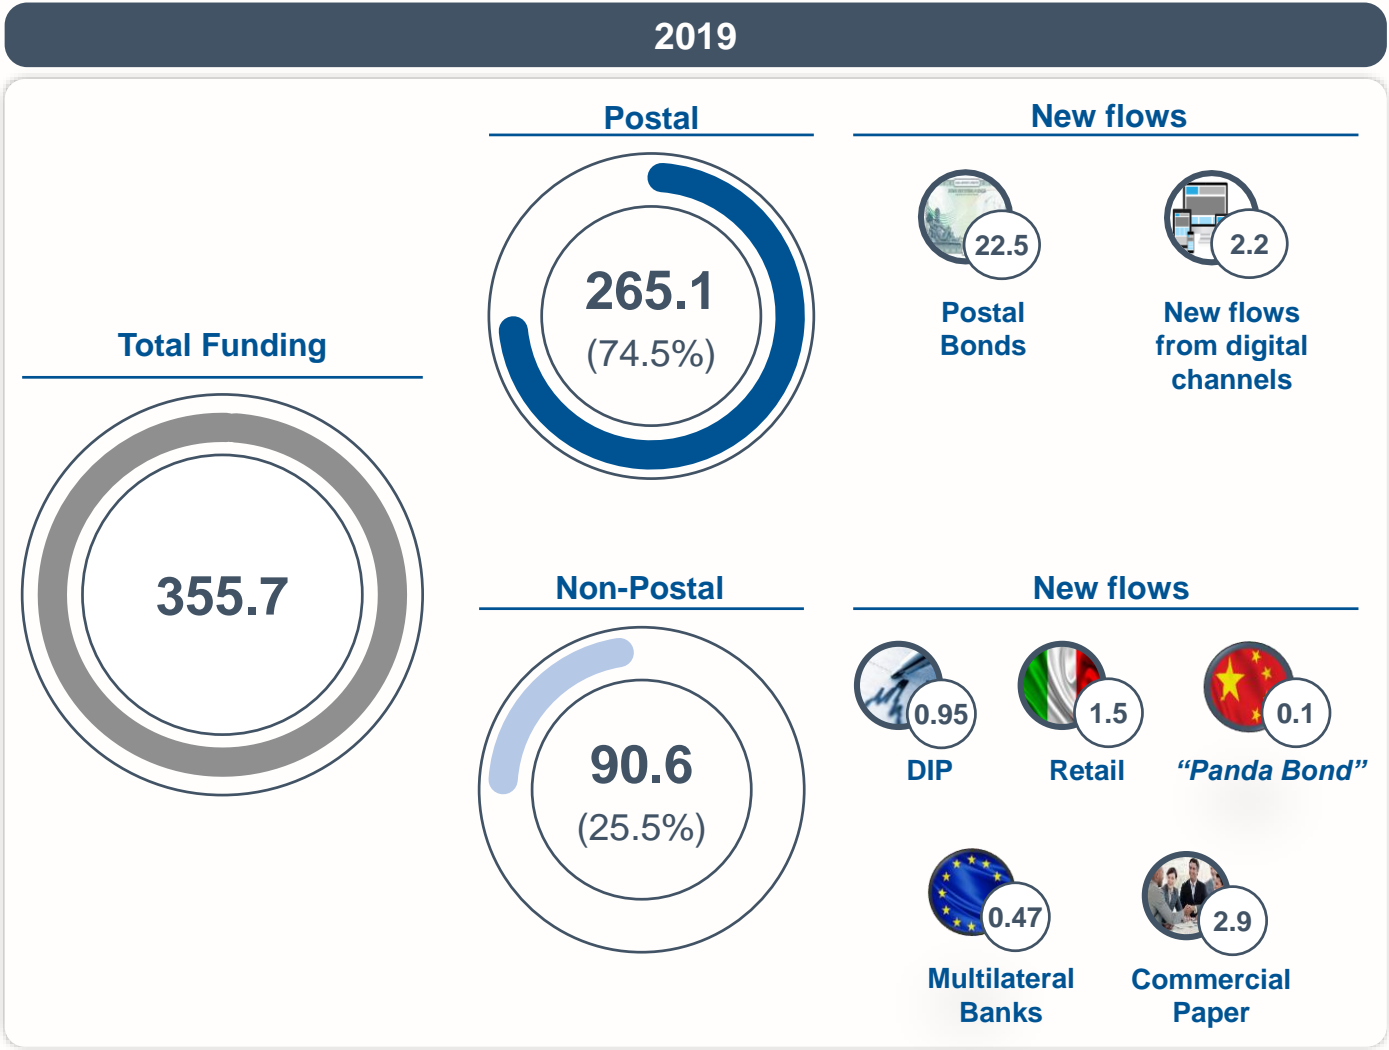 2019
Total Funding
355.7
Postal
265.1
(74.5%)
New flows
22.5
Postal
Bonds
2.2
New flows
from digital
channels
Non-Postal
90.6
(25.5%)
New flows
0.95
DIP
1.5
Retail
0.1
“Panda Bond”
0.47
Multilateral
Banks
2.9
Commercial
Paper